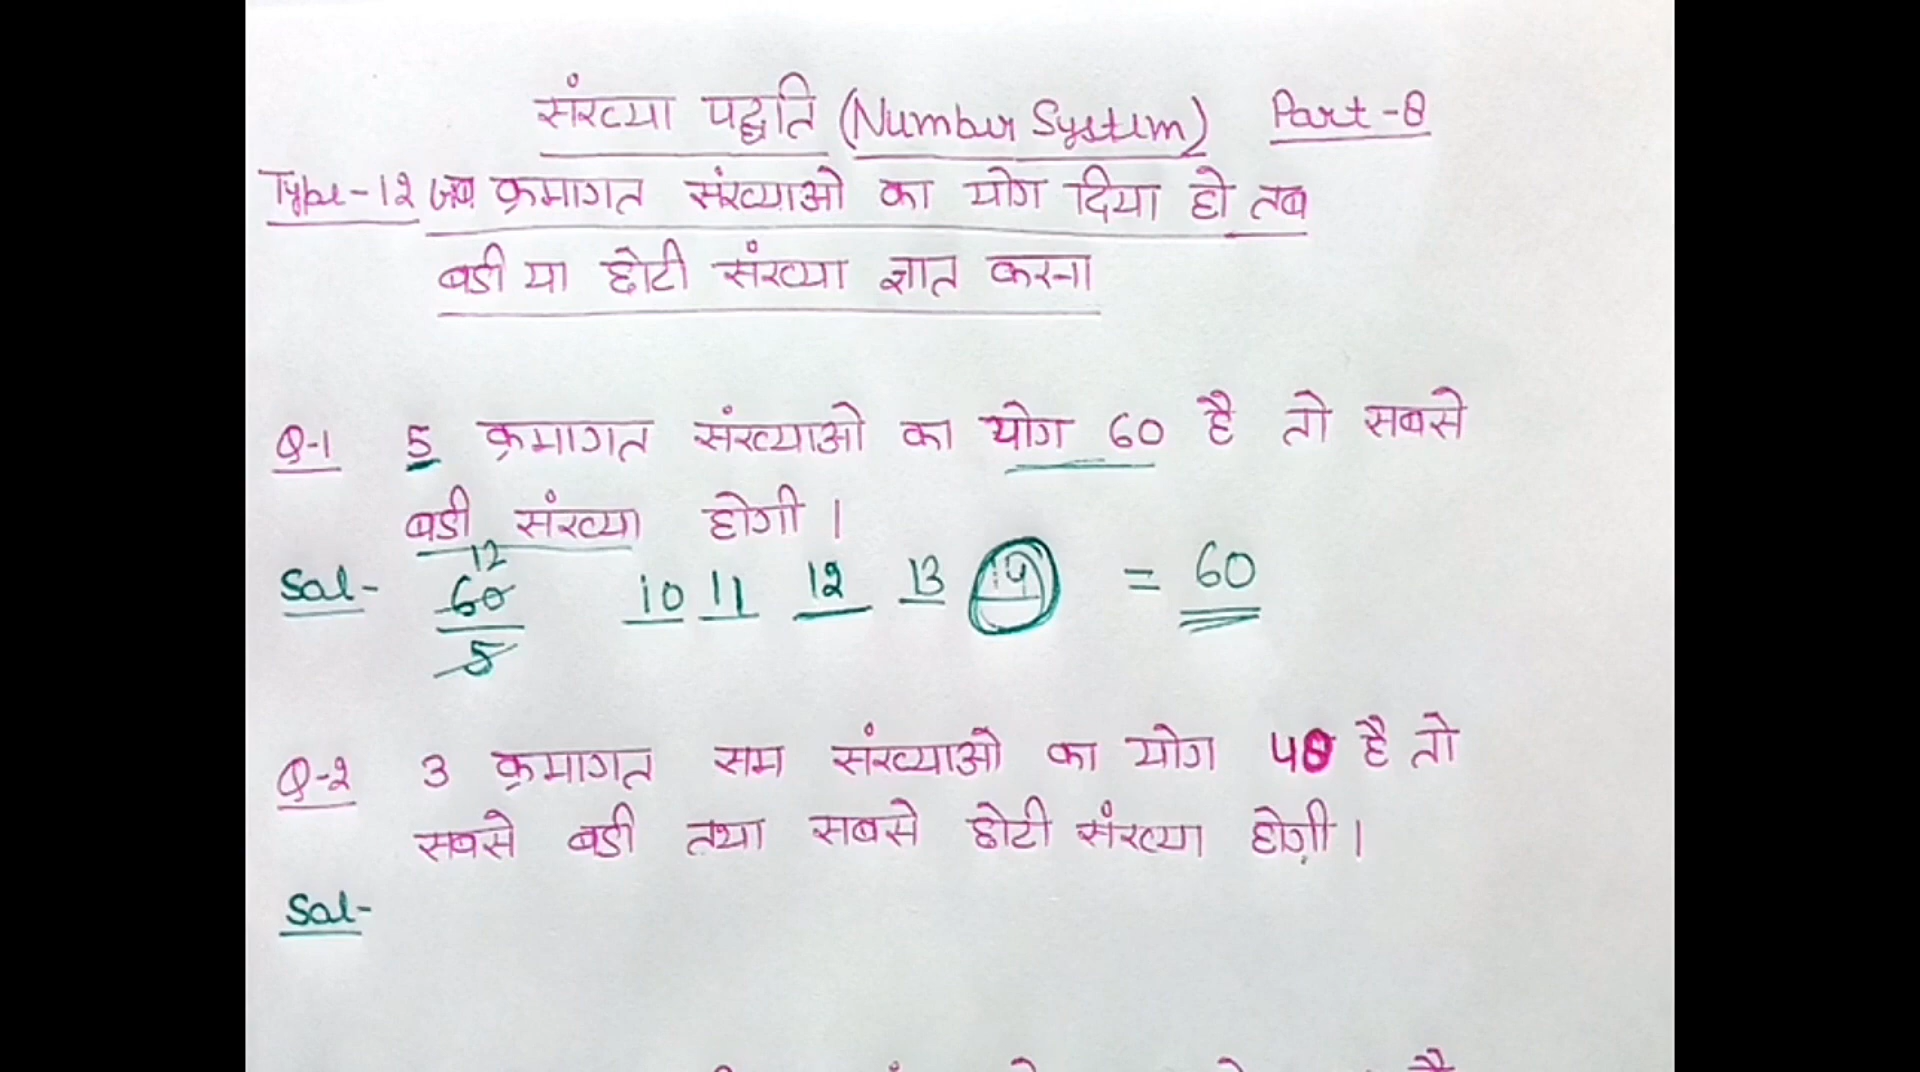 संख्या पद्धति (Number System) Part-8
Type-12 जब क्रमागत संख्याओ का योग दिया हो तब
बडी या छोटी संख्या ज्ञात करना
Q-1 5 क्रमागत संख्याओ का योग 60 है तो सबसे
बडी संख्या होगी।
12
Sol- 60 10 11 12 13 14 = 60
5
Q-2 3 क्रमागत सम संख्याओ का योग 48 है तो
सबसे बडी तथा सबसे छोटी संख्या होगी।
Sol-